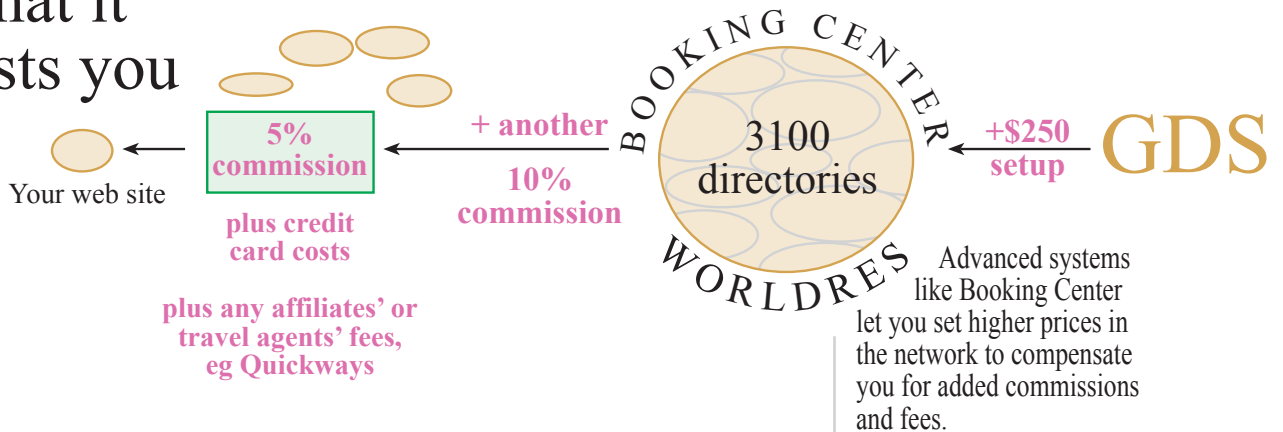 hat it
sts you
Your web site
5%
commission
plus credit
card costs
plus any affiliates’ or
travel agents’ fees,
eg Quickways
+ another
10%
commission
BOOKING CENTER
3100
directories
WORLDRES
+$250
setup
GDS
Advanced systems
like Booking Center
let you set higher prices in
the network to compensate
you for added commissions
and fees.